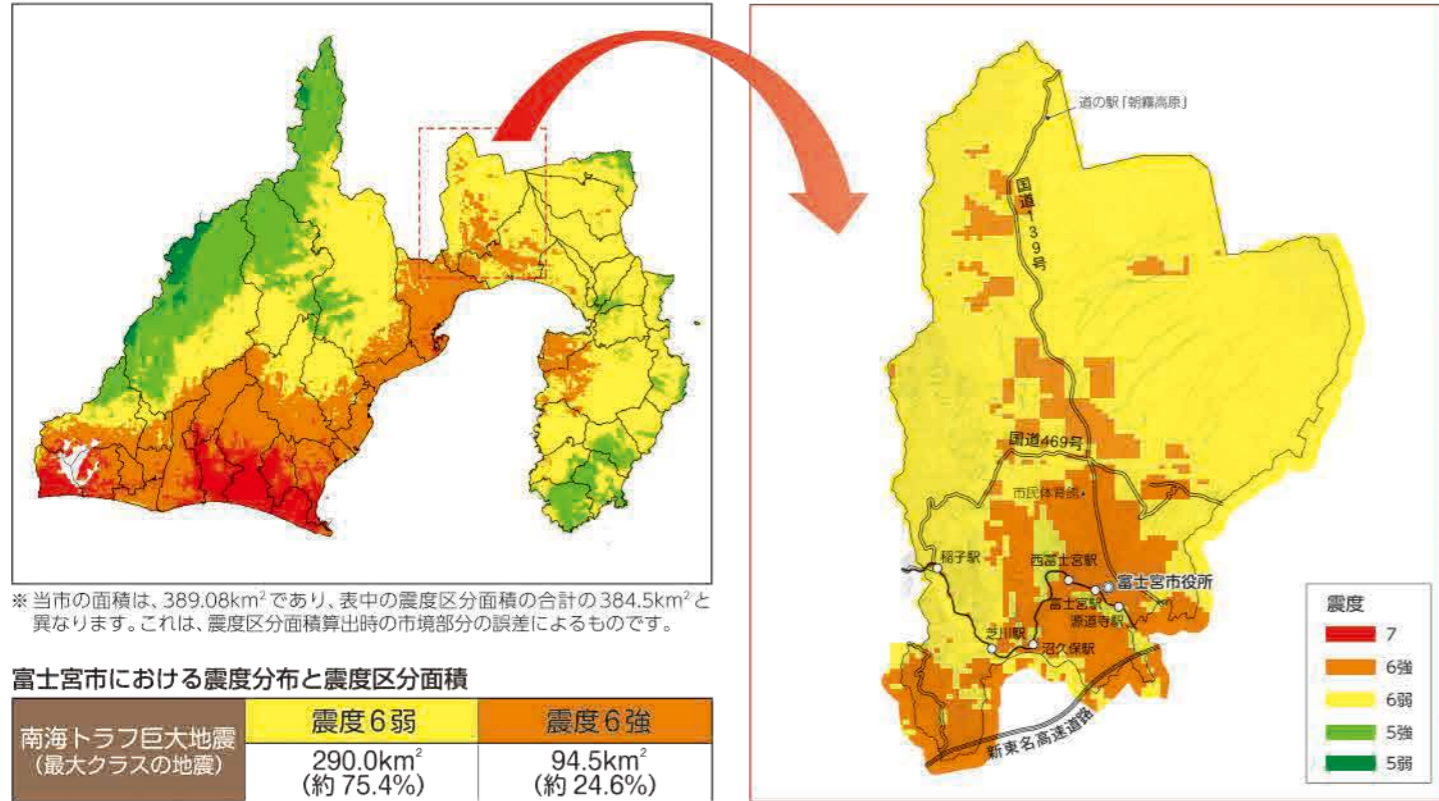 ※当市の面積は、389.08km²であり、表中の震度区分面積の合計の384.5km²と
異なります。これは、震度区分面積算出時の市境部分の誤差によるものです。
富士宮市における震度分布と震度区分面積
南海トラフ巨大地震
(最大クラスの地震)
震度6弱
震度6強
290.0km²
(約75.4%)
94.5km²
(約24.6%)
道の駅「朝霧高原」
国道139号
国道469号
市民体育館
稲子駅
西富士宮駅
富士宮市役所
富士宮駅
源道寺駅
芝川駅
沼久保駅
新東名高速道路
震度
7
6強
6弱
5強
5弱